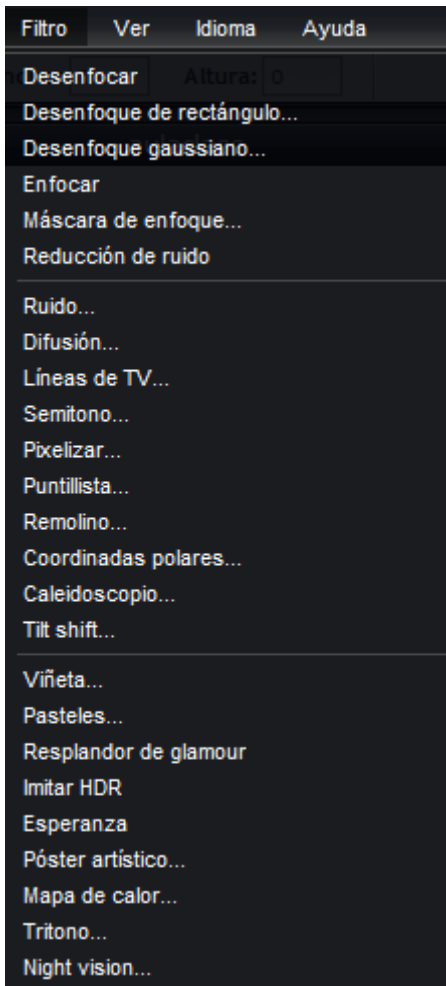 Filtro Ver Idioma Ayuda
Desenfocar Altura: 0
Desenfoque de rectángulo...
Desenfoque gaussiano...
Enfocar
Máscara de enfoque...
Reducción de ruido
Ruido...
Difusión...
Líneas de TV...
Semitono...
Pixelizar...
Puntillista...
Remolino...
Coordinadas polares...
Caleidoscopio...
Tilt shift...
Viñeta...
Pasteles...
Resplandor de glamour
Imitar HDR
Esperanza
Póster artístico...
Mapa de calor...
Tritono...
Night vision...